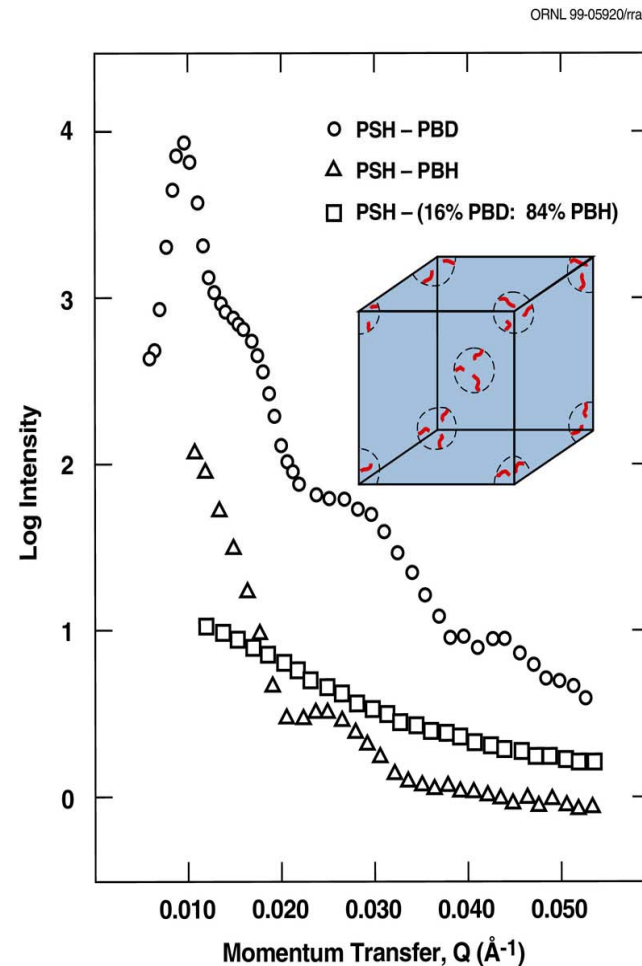 ORNL 99-05920/rra
4
3
2
1
0
Log Intensity
PSH – PBD
PSH – PBH
PSH – (16% PBD: 84% PBH)
0.010 0.020 0.030 0.040 0.050
Momentum Transfer, Q (Å-1)